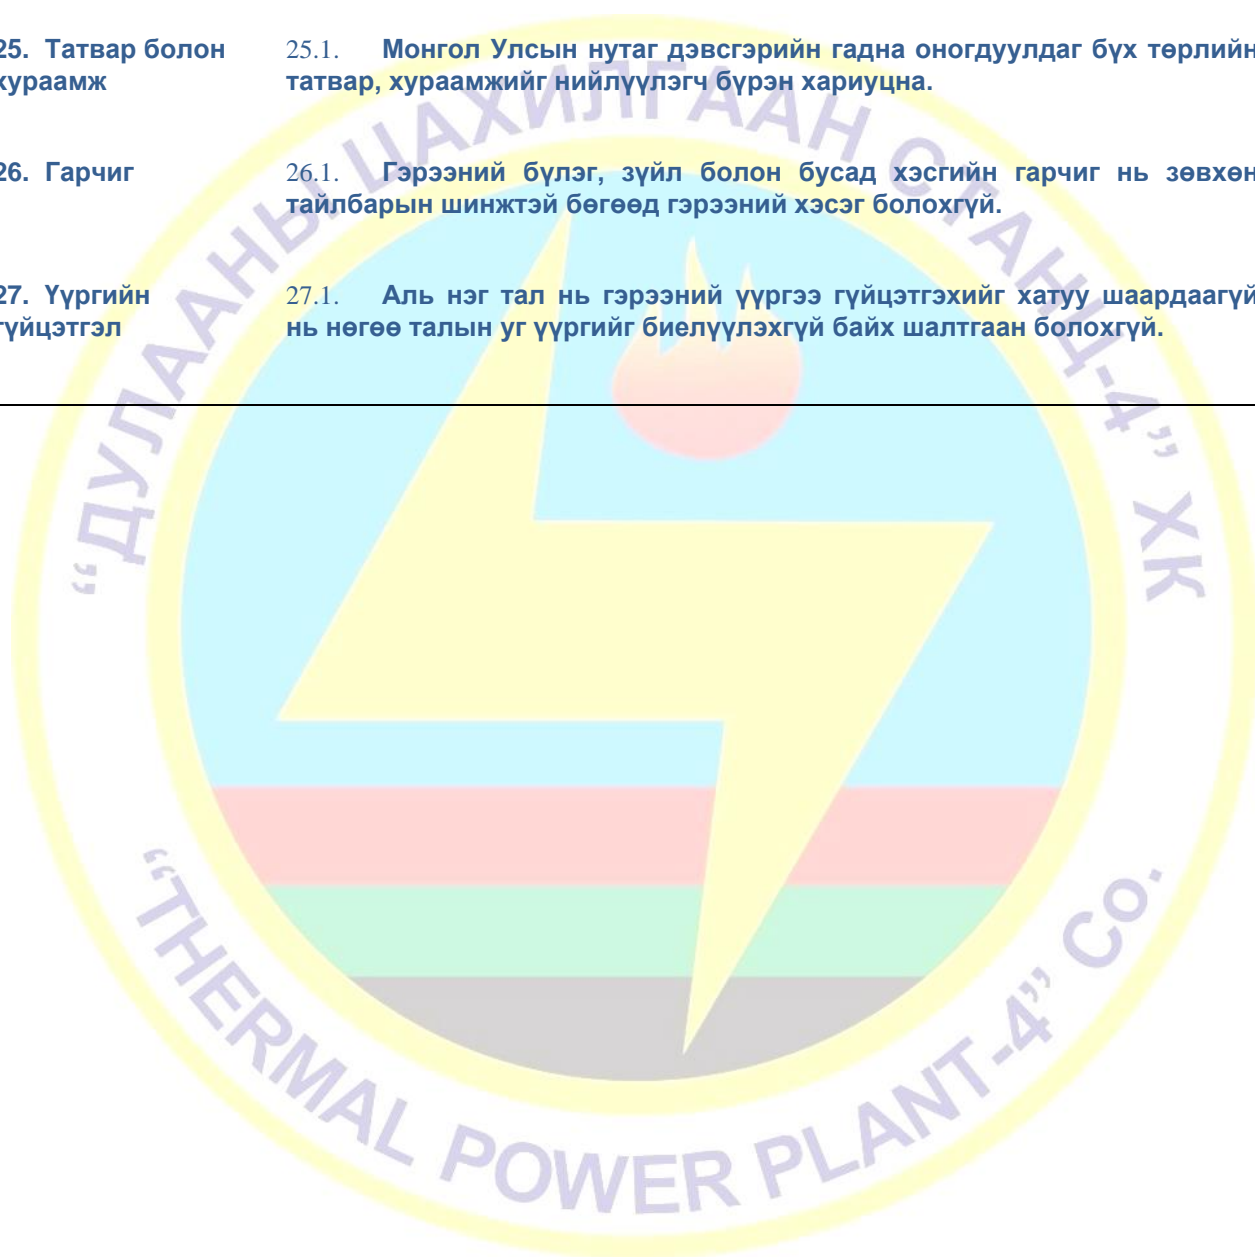 25. Татвар болон 25.1. Монгол Улсын нутаг дэвсгэрийн гадна оногдуулдаг бүх төрлийн
хураамж татвар, хураамжийг нийлүүлэгч бүрэн хариуцна.
26. Гарчиг 26.1. Гэрээний бүлэг, зүйл болон бусад хэсгийн гарчиг нь зөвхөн
тайлбарын шинжтэй бөгөөд гэрээний хэсэг болохгүй.
27. Үүргийн 27.1. Аль нэг тал нь гэрээний үүргээ гүйцэтгэхийг хатуу шаардаагүй
гүйцэтгэл нь нөгөө талын уг үүргийг биелүүлэхгүй байх шалтгаан болохгүй.
“ДУЛААНЫ ЦАХИЛГААН СТАНЦ-4” ХК
“THERMAL POWER PLANT-4” Co.